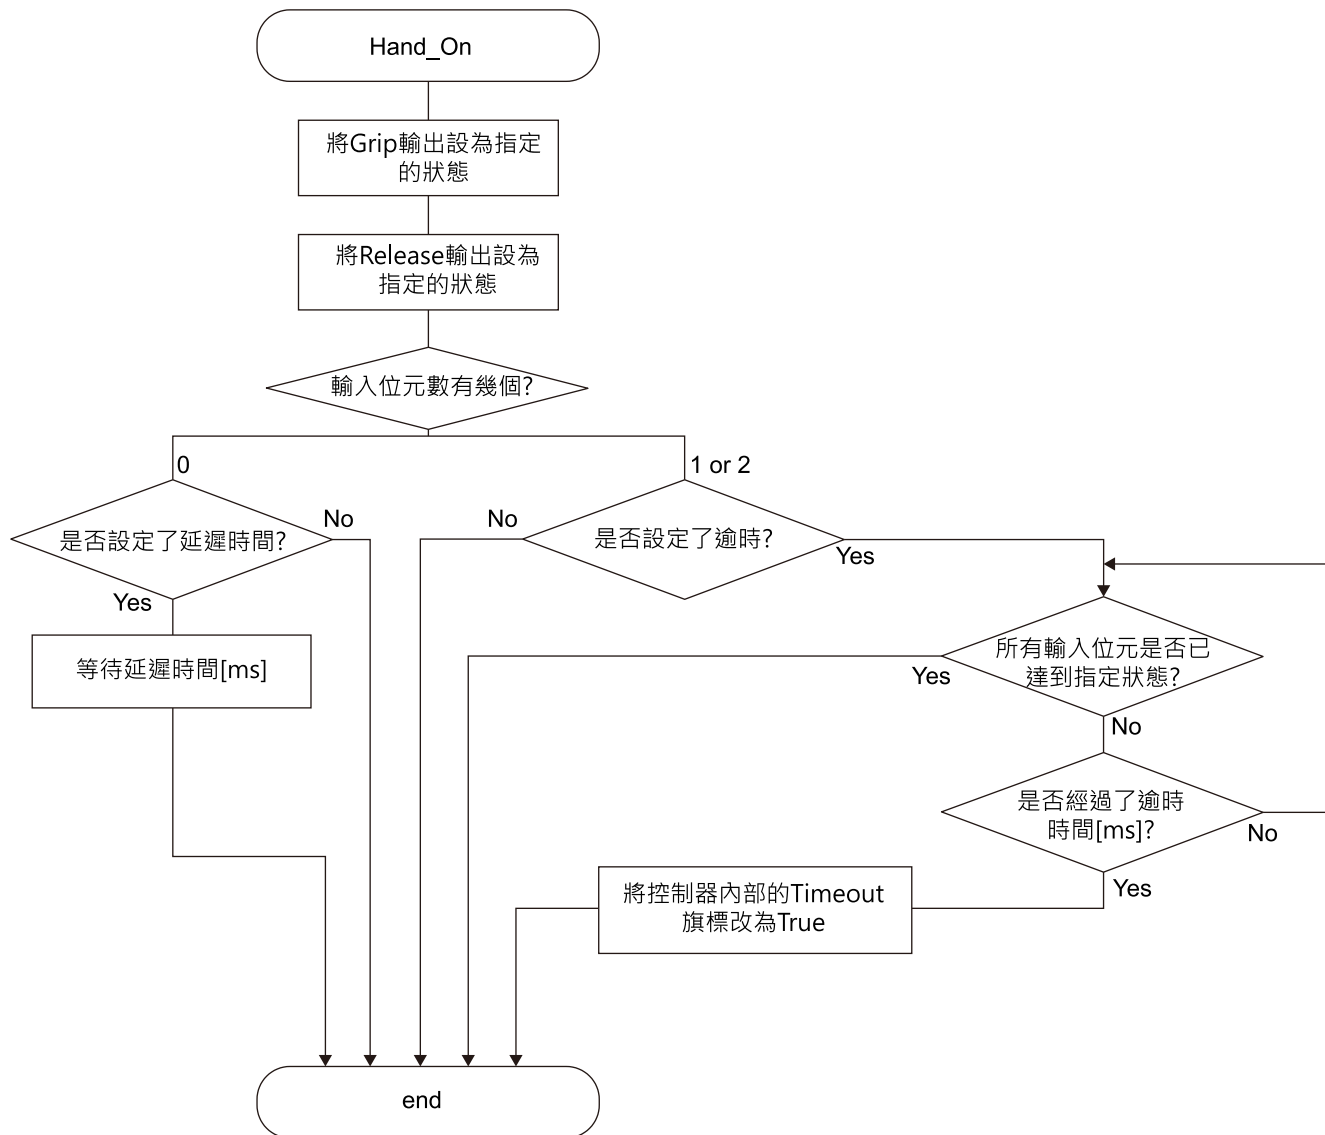 Hand_On
將Grip輸出設為指定
的狀態
將Release輸出設為
指定的狀態
輸入位元數有幾個?
0
1 or 2
是否設定了延遲時間?
No
Yes
No
是否設定了逾時?
Yes
等待延遲時間[ms]
所有輸入位元是否已
達到指定狀態?
Yes
No
是否經過了逾時
時間[ms]?
No
Yes
將控制器內部的Timeout
旗標改為True
end